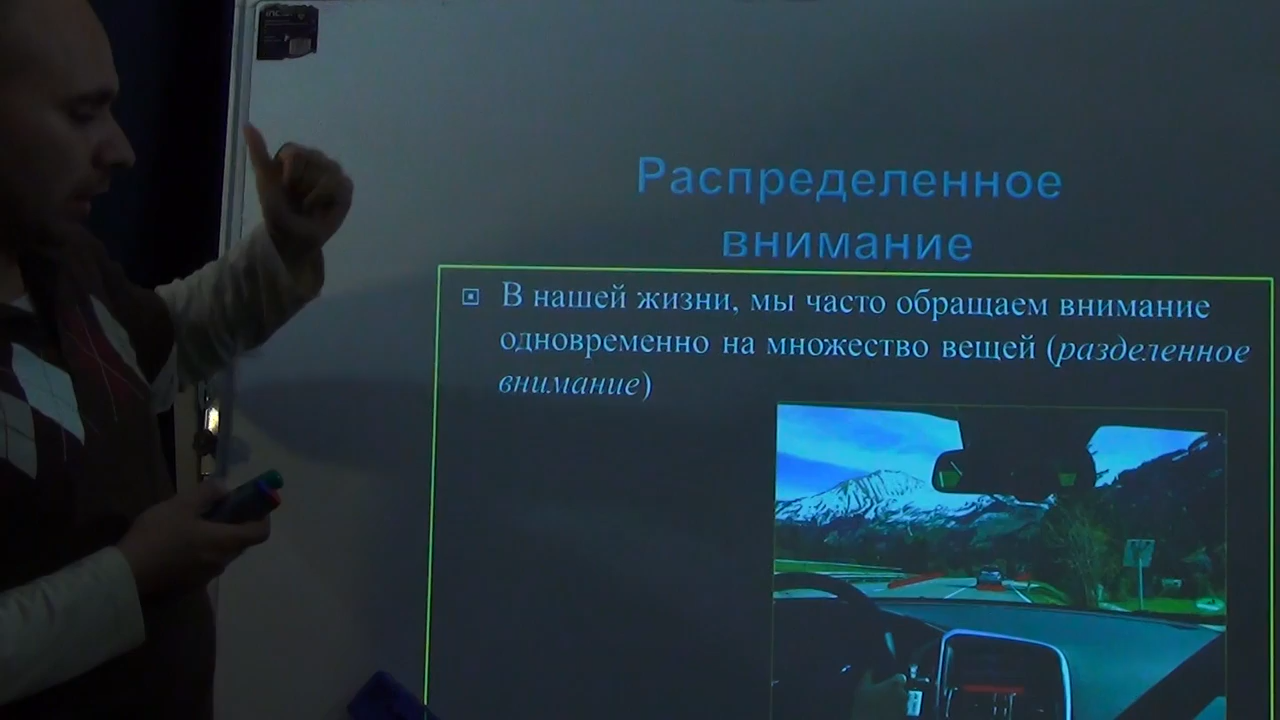 Распределенное
внимание
В нашей жизни, мы часто обращаем внимание
одновременно на множество вещей (разделенное
внимание)